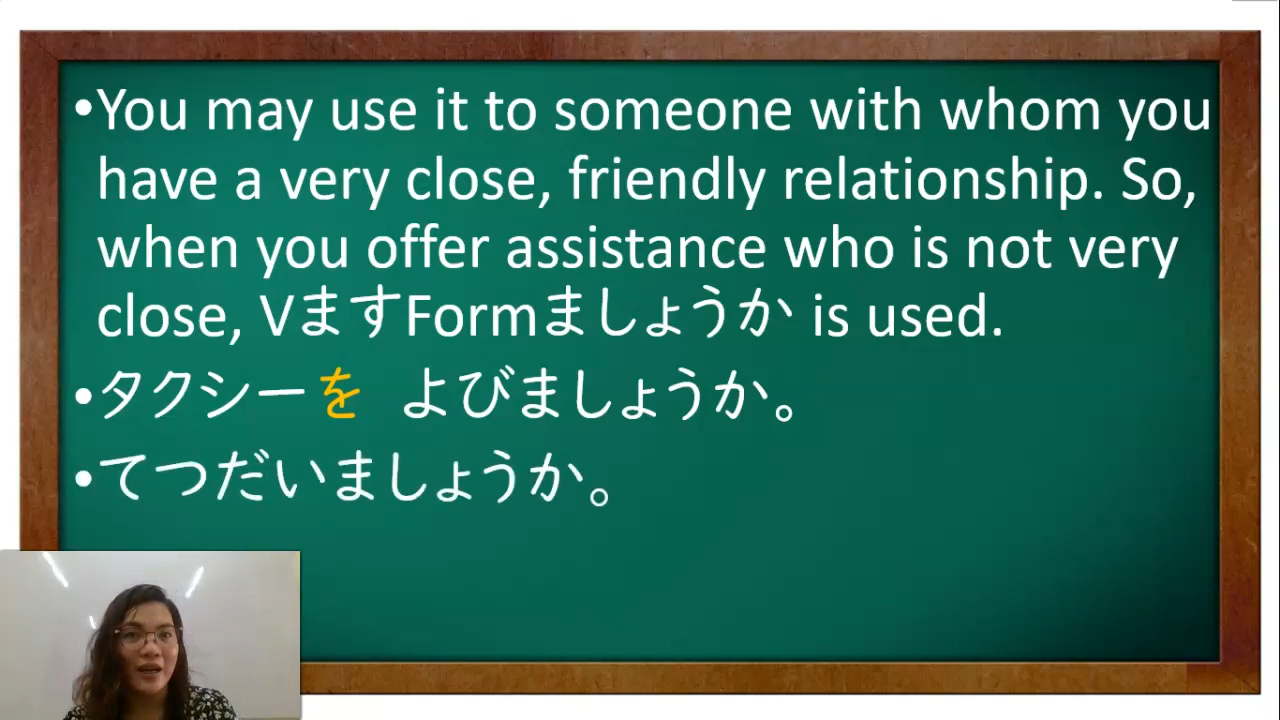 •You may use it to someone with whom you
have a very close, friendly relationship. So,
when you offer assistance who is not very
close, VますFormましょうか is used.
•タクシーを　よびましょうか。
•てつだいましょうか。